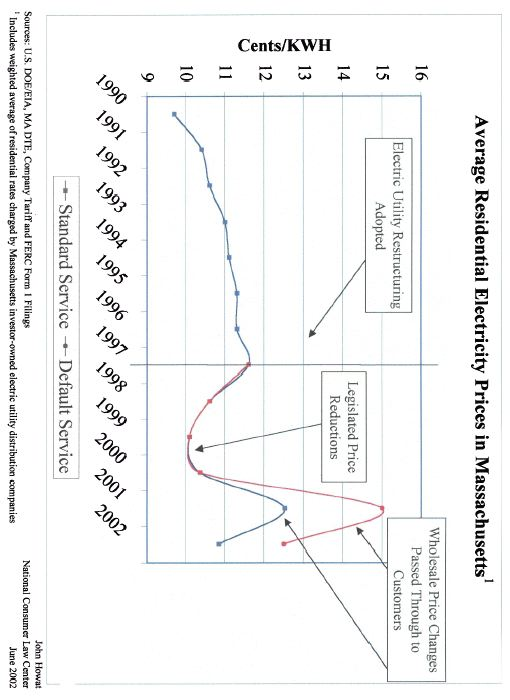 Average Residential Electricity Prices in Massachusetts1
Cents/KWH
16
15
14
13
12
11
10
9
1990
1991
1992
1993
1994
1995
1996
1997
1998
1999
2000
2001
2002
Electric Utility Restructuring
Adopted
Legislated Price
Reductions
Wholesale Price Changes
Passed Through to
Customers
Standard Service
Default Service
Sources: U.S. DOE/EIA, MA DTE, Company Tariff and FERC Form 1 Filings
1 Includes weighted average of residential rates charged by Massachusetts investor-owned electric utility distribution companies
John Howat
National Consumer Law Center
June 2002